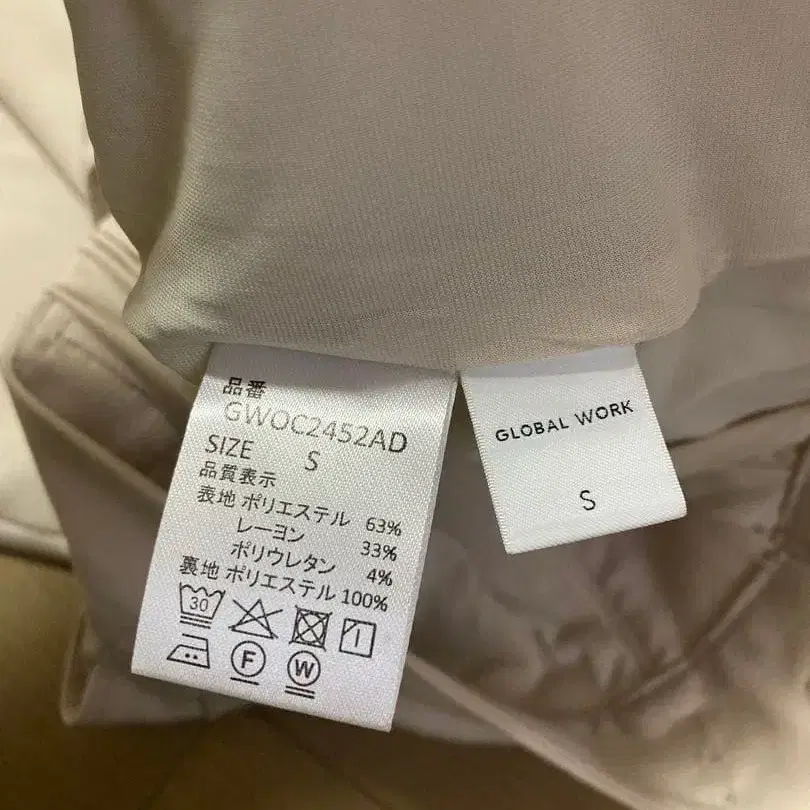 品番
GWOC2452AD
SIZE S
品質表示
表地 ポリエステル 63%
レーヨン 33%
ポリウレタン 4%
裏地 ポリエステル 100%
30
F
W
GLOBAL WORK
S